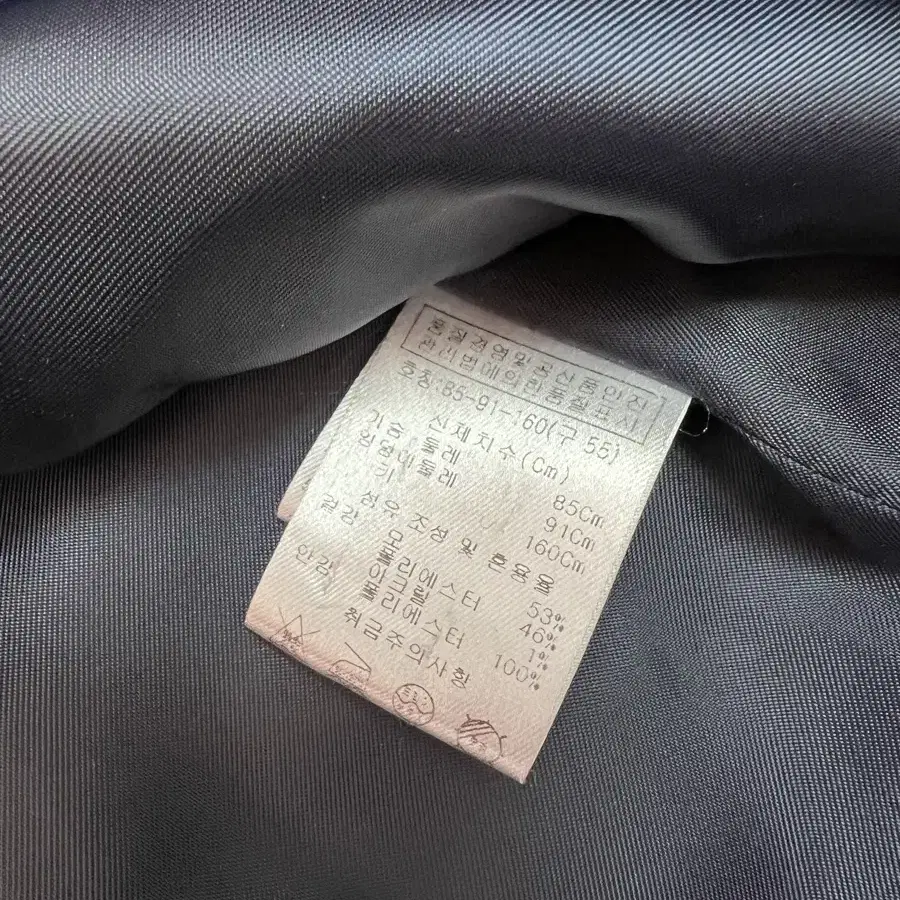 품질경영및공산품안전
관리법에의한품질표시
호칭:85-91-160(구 55)
신체치수(Cm)
가슴둘레 85Cm
엉덩이둘레 91Cm
160Cm
섬유 조성 및 혼용율
겉감 모 53%
폴리에스터 46%
아크릴 1%
안감 폴리에스터 100%
취급주의사항